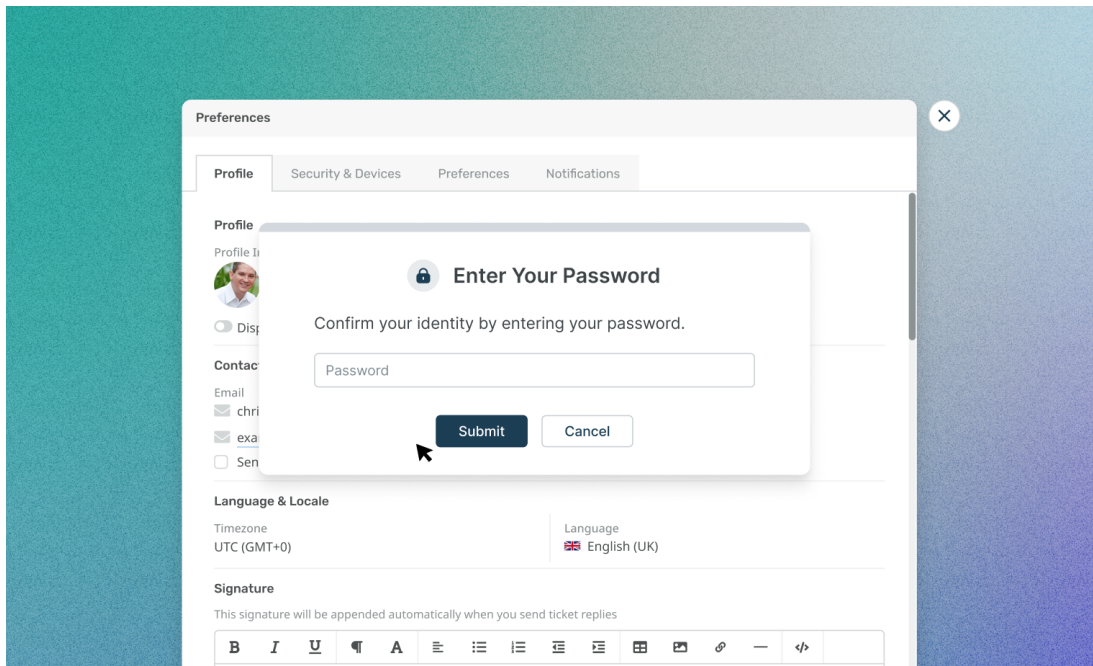 Preferences
Profile Security & Devices Preferences Notifications
Profile
Enter Your Password
Confirm your identity by entering your password.
Password
Submit Cancel
Email
Language & Locale
Timezone Language
UTC (GMT+0) English (UK)
Signature
This signature will be appended automatically when you send ticket replies
B I U ¶ A </>